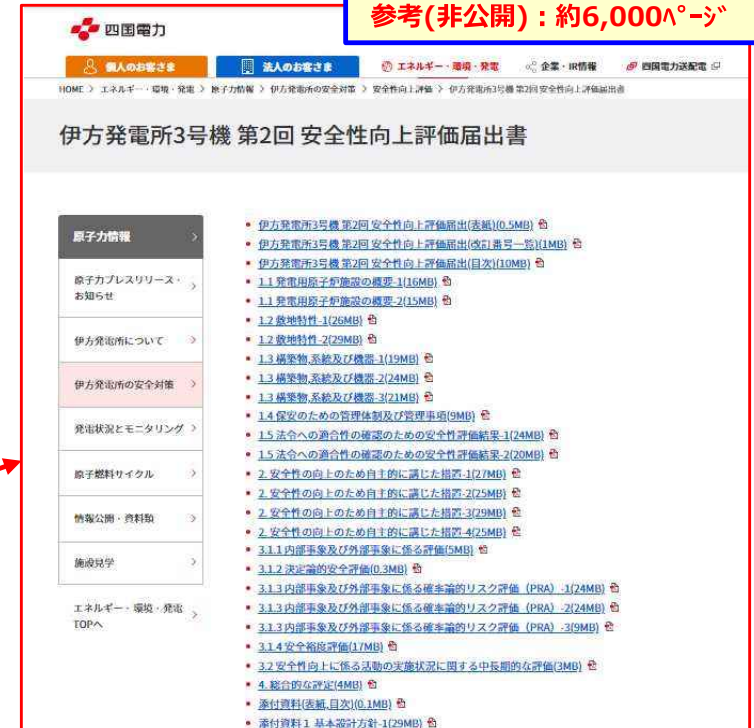 参考(非公開)：約6,000ﾍﾟｰｼﾞ
四国電力
個人のお客さま
法人のお客さま
エネルギー・環境・発電
企業・IR情報
四国電力送配電
HOME > エネルギー・環境・発電 > 原子力情報 > 伊方発電所の安全対策 > 安全性向上評価 > 伊方発電所3号機 第2回 安全性向上評価届出書
伊方発電所3号機 第2回 安全性向上評価届出書
原子力情報
原子力プレスリリース・
お知らせ
伊方発電所について
伊方発電所の安全対策
発電状況とモニタリング
原子燃料サイクル
情報公開・資料類
施設見学
エネルギー・環境・発電
TOPへ
伊方発電所3号機 第2回 安全性向上評価届出(表紙)(0.5MB)
伊方発電所3号機 第2回 安全性向上評価届出(改訂番号一覧)(1MB)
伊方発電所3号機 第2回 安全性向上評価届出(目次)(10MB)
1.1 発電用原子炉施設の概要-1(16MB)
1.1 発電用原子炉施設の概要-2(15MB)
1.2 敷地特性-1(26MB)
1.2 敷地特性-2(29MB)
1.3 構築物,系統及び機器-1(19MB)
1.3 構築物,系統及び機器-2(24MB)
1.3 構築物,系統及び機器-3(21MB)
1.4 保安のための管理体制及び管理事項(9MB)
1.5 法令への適合性の確認のための安全性評価結果-1(24MB)
1.5 法令への適合性の確認のための安全性評価結果-2(20MB)
2. 安全性の向上のため自主的に講じた措置-1(27MB)
2. 安全性の向上のため自主的に講じた措置-2(25MB)
2. 安全性の向上のため自主的に講じた措置-3(29MB)
2. 安全性の向上のため自主的に講じた措置-4(25MB)
3.1.1 内部事象及び外部事象に係る評価(5MB)
3.1.2 決定論的安全評価(0.3MB)
3.1.3 内部事象及び外部事象に係る確率論的リスク評価（PRA）-1(24MB)
3.1.3 内部事象及び外部事象に係る確率論的リスク評価（PRA）-2(24MB)
3.1.3 内部事象及び外部事象に係る確率論的リスク評価（PRA）-3(9MB)
3.1.4 安全裕度評価(17MB)
3.2 安全性向上に係る活動の実施状況に関する中長期的な評価(3MB)
4. 総合的な評定(4MB)
添付資料(表紙,目次)(0.1MB)
添付資料１ 基本設計方針-1(29MB)